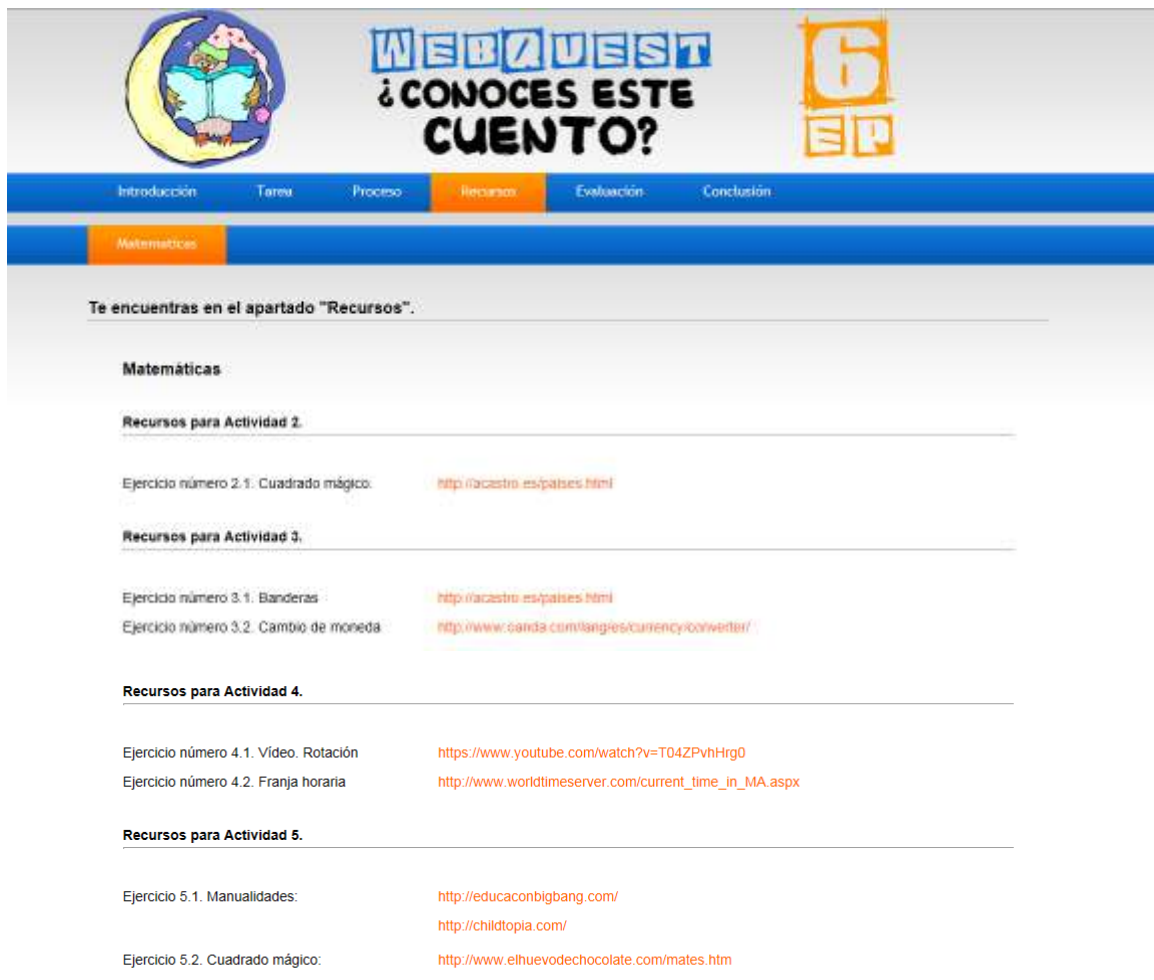 WEBQUEST
¿CONOCES ESTE
CUENTO?
6
EP
Introducción Tarea Proceso Recursos Evaluación Conclusión
Matemáticas
Te encuentras en el apartado "Recursos".
Matemáticas
Recursos para Actividad 2.
Ejercicio número 2.1. Cuadrado mágico: http://acastro.es/paises.html
Recursos para Actividad 3.
Ejercicio número 3.1. Banderas http://acastro.es/paises.html
Ejercicio número 3.2. Cambio de moneda http://www.oanda.com/lang/es/currency/converter/
Recursos para Actividad 4.
Ejercicio número 4.1. Vídeo. Rotación https://www.youtube.com/watch?v=T04ZPvhHrg0
Ejercicio número 4.2. Franja horaria http://www.worldtimeserver.com/current_time_in_MA.aspx
Recursos para Actividad 5.
Ejercicio 5.1. Manualidades: http://educaconbigbang.com/
http://childtopia.com/
Ejercicio 5.2. Cuadrado mágico: http://www.elhuevodechocolate.com/mates.htm